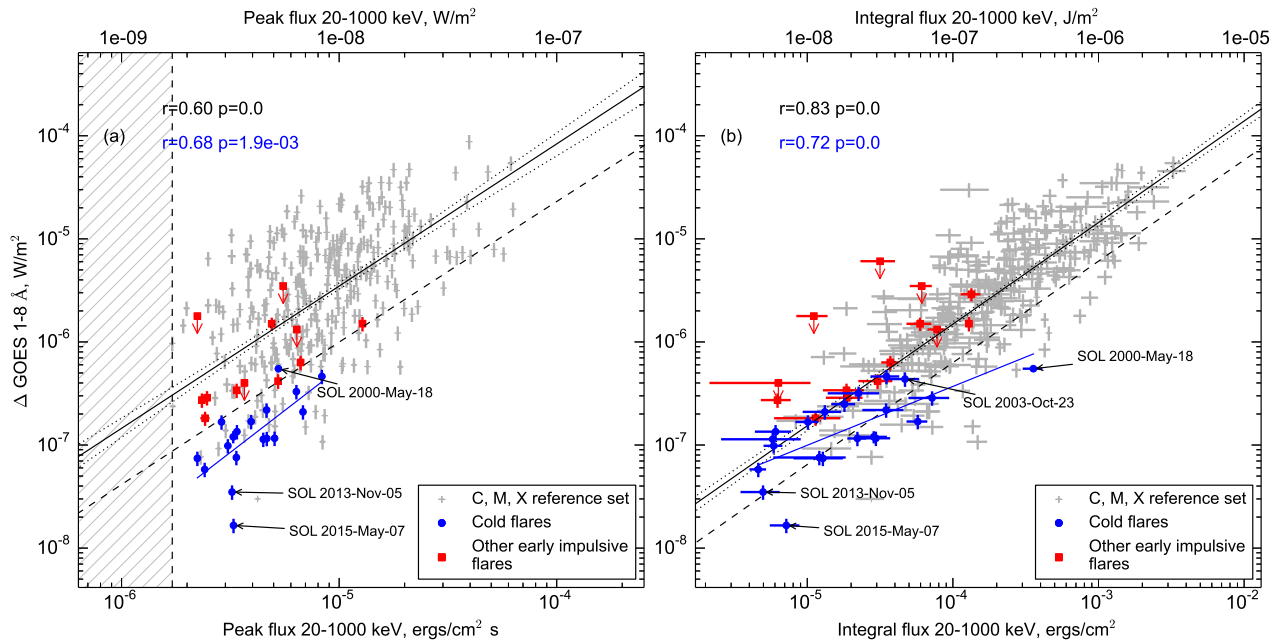 Peak flux 20-1000 keV, W/m²
1e-09 1e-08 1e-07
r=0.60 p=0.0
(a)
r=0.68 p=1.9e-03
10⁻⁴
10⁻⁵
10⁻⁶
10⁻⁷
10⁻⁸
Δ GOES 1-8 Å, W/m²
SOL 2000-May-18
SOL 2013-Nov-05
SOL 2015-May-07
C, M, X reference set
Cold flares
Other early impulsive
flares
10⁻⁶ 10⁻⁵ 10⁻⁴
Peak flux 20-1000 keV, ergs/cm² s
Integral flux 20-1000 keV, J/m²
1e-08 1e-07 1e-06 1e-05
r=0.83 p=0.0
(b)
r=0.72 p=0.0
10⁻⁴
10⁻⁵
10⁻⁶
10⁻⁷
10⁻⁸
SOL 2000-May-18
SOL 2003-Oct-23
SOL 2013-Nov-05
SOL 2015-May-07
C, M, X reference set
Cold flares
Other early impulsive
flares
10⁻⁵ 10⁻⁴ 10⁻³ 10⁻²
Integral flux 20-1000 keV, ergs/cm²